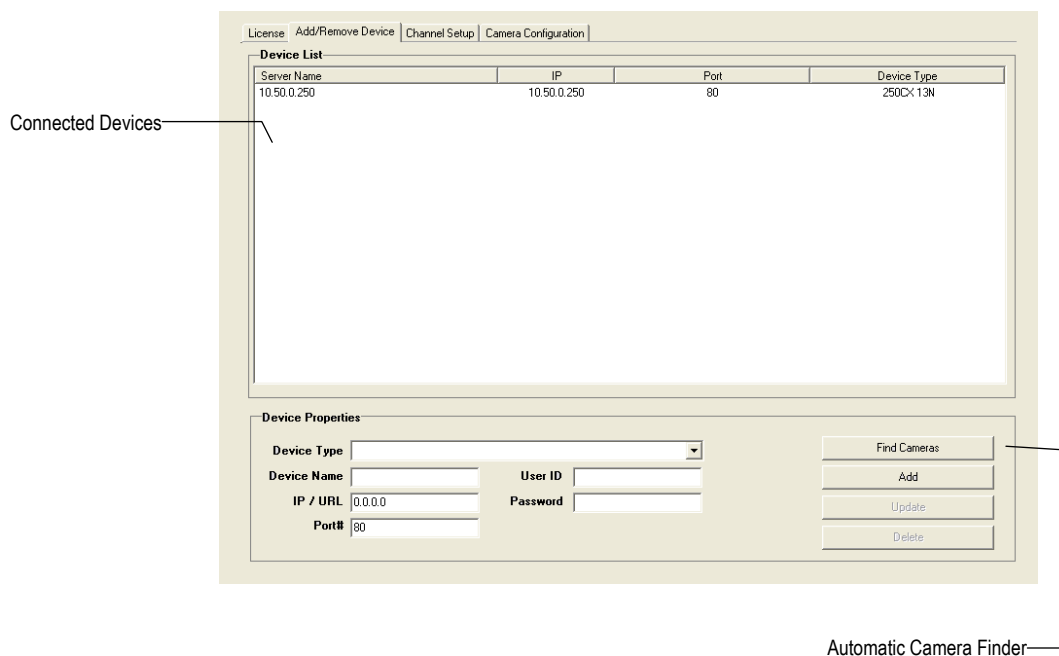 License Add/Remove Device Channel Setup Camera Configuration
Device List
Server Name IP Port Device Type
10.50.0.250 10.50.0.250 80 250CX 13N
Connected Devices
Device Properties
Device Type
Find Cameras
Device Name User ID
Add
IP / URL 0.0.0.0 Password
Update
Port# 80
Delete
Automatic Camera Finder